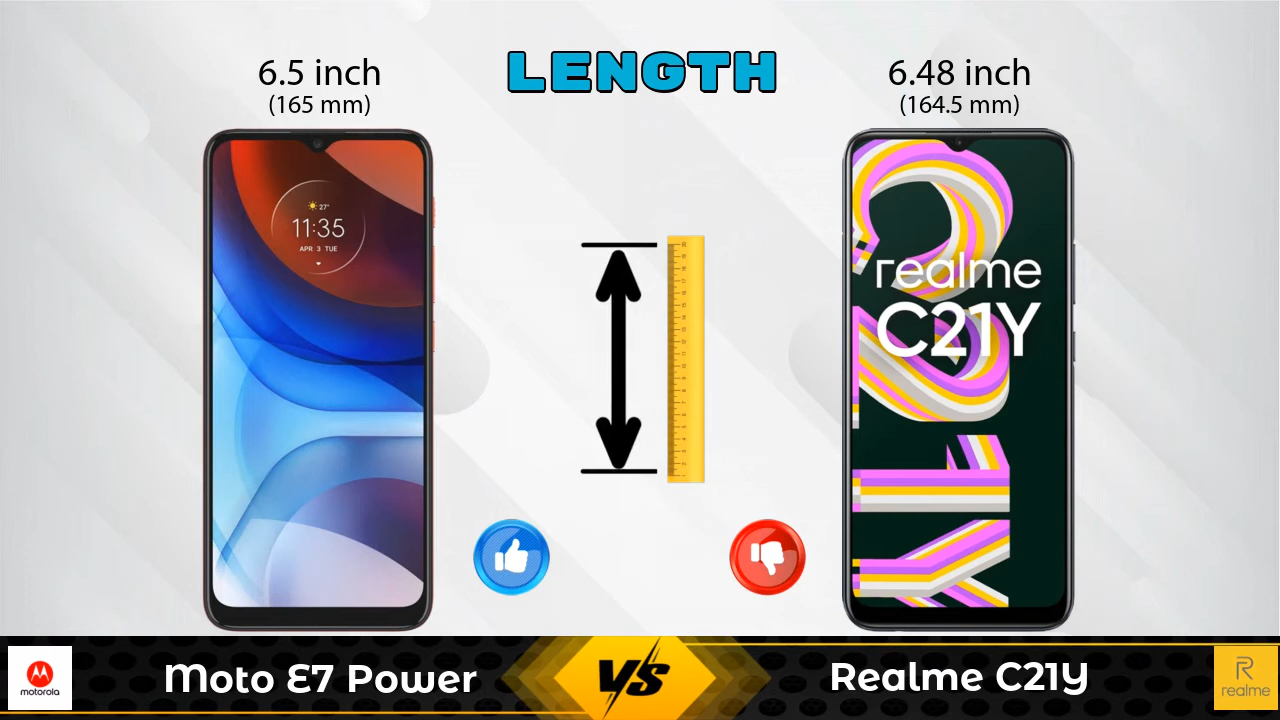 LENGTH
6.5 inch
(165 mm)
6.48 inch
(164.5 mm)
27°
11:35
APR 3 TUE
realme
C21Y
C21Y
motorola
Moto E7 Power
VS
Realme C21Y
R
realme